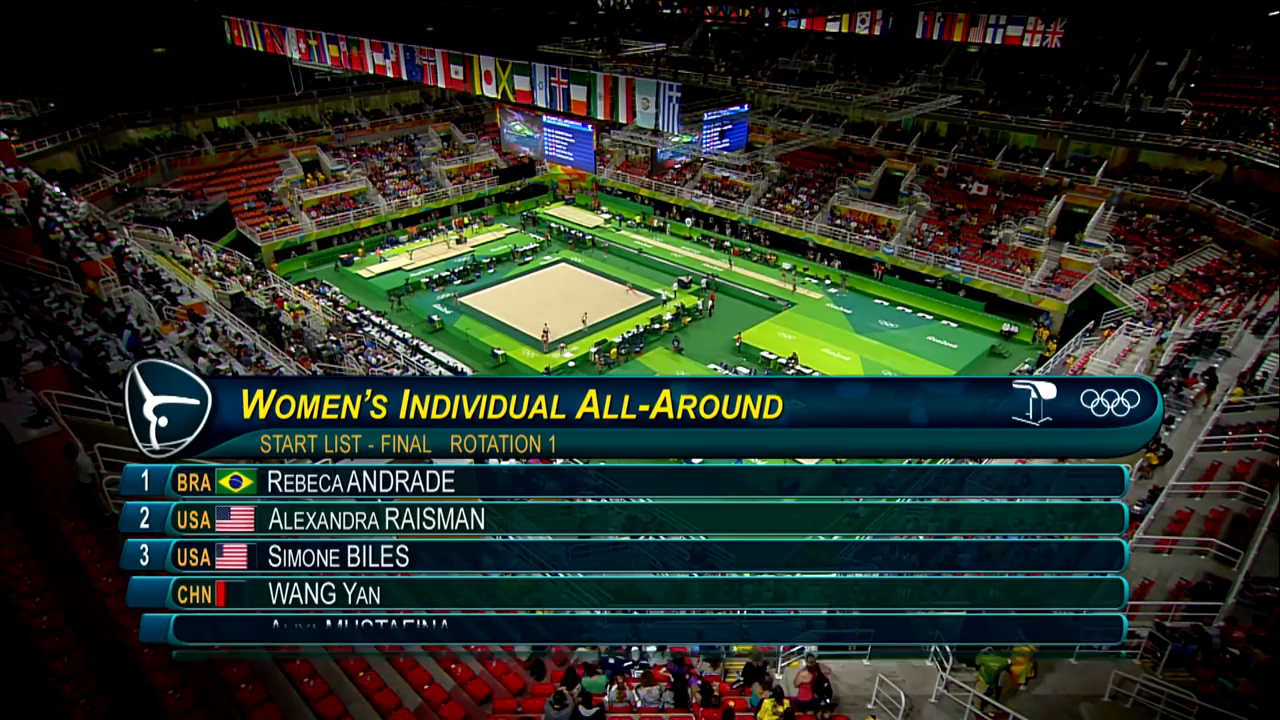 WOMEN'S INDIVIDUAL ALL-AROUND
START LIST - FINAL ROTATION 1
1 BRA REBECA ANDRADE
2 USA ALEXANDRA RAISMAN
3 USA SIMONE BILES
CHN WANG YAN